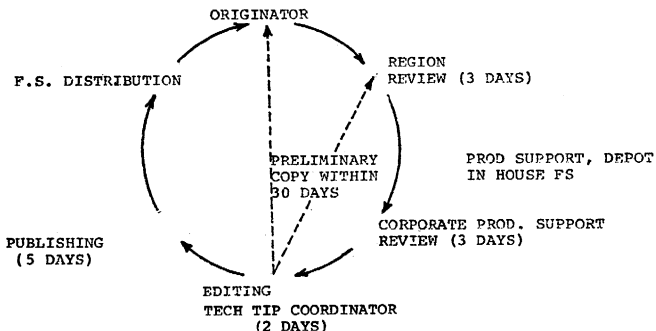 ORIGINATOR
REGION
REVIEW (3 DAYS)
F.S. DISTRIBUTION
PRELIMINARY
COPY WITHIN
30 DAYS
PROD SUPPORT, DEPOT
IN HOUSE FS
CORPORATE PROD. SUPPORT
REVIEW (3 DAYS)
PUBLISHING
(5 DAYS)
EDITING
TECH TIP COORDINATOR
(2 DAYS)